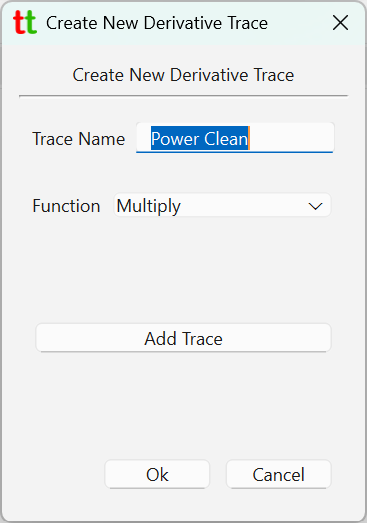 tt Create New Derivative Trace
Create New Derivative Trace
Trace Name Power Clean
Function Multiply
Add Trace
Ok Cancel